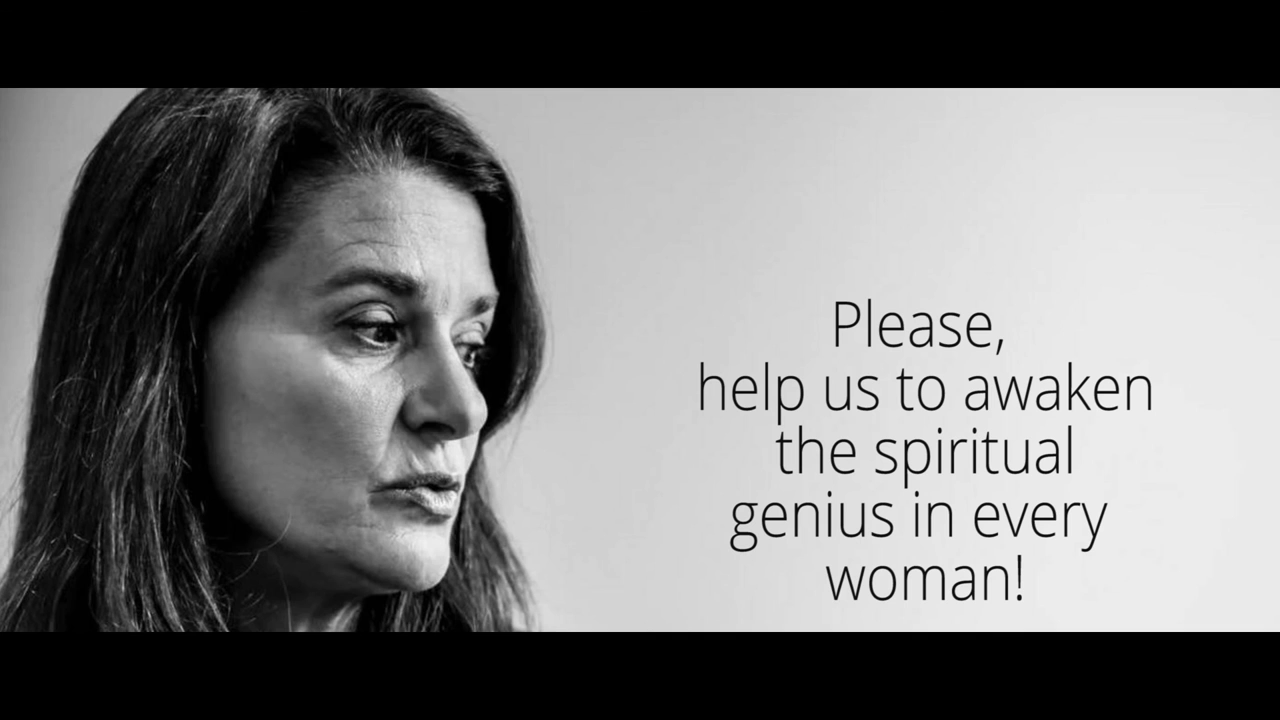 Please,
help us to awaken
the spiritual
genius in every
woman!